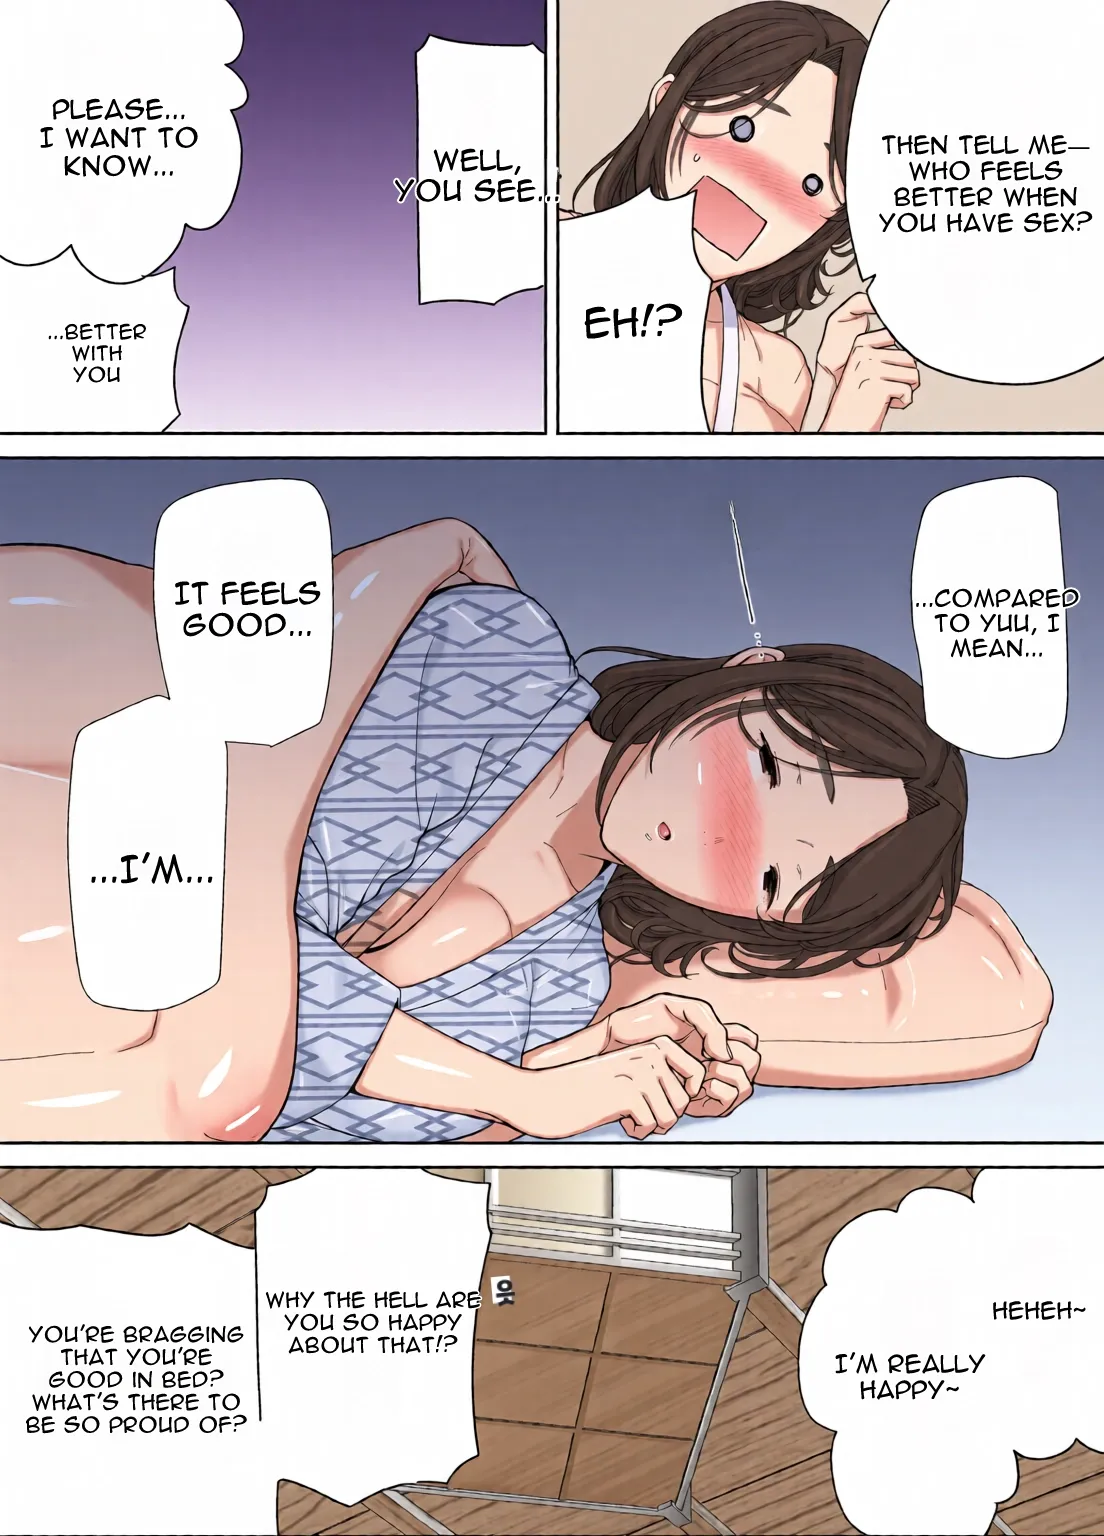 THEN TELL ME—
WHO FEELS
BETTER WHEN
YOU HAVE SEX?
EH!?
WELL,
YOU SEE...
PLEASE...
I WANT TO
KNOW...
...BETTER
WITH
YOU
...COMPARED
TO YUU, I
MEAN...
IT FEELS
GOOD...
...I'M...
HEHEH~
I'M REALLY
HAPPY~
WHY THE HELL ARE
YOU SO HAPPY
ABOUT THAT!?
YOU'RE BRAGGING
THAT YOU'RE
GOOD IN BED?
WHAT'S THERE TO
BE SO PROUD OF?